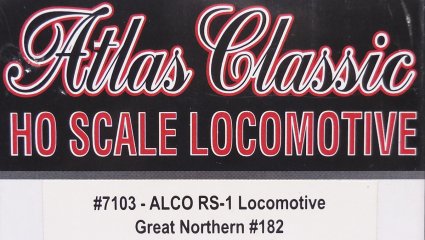 Atlas Classic
HO SCALE LOCOMOTIVE
#7103 - ALCO RS-1 Locomotive
Great Northern #182